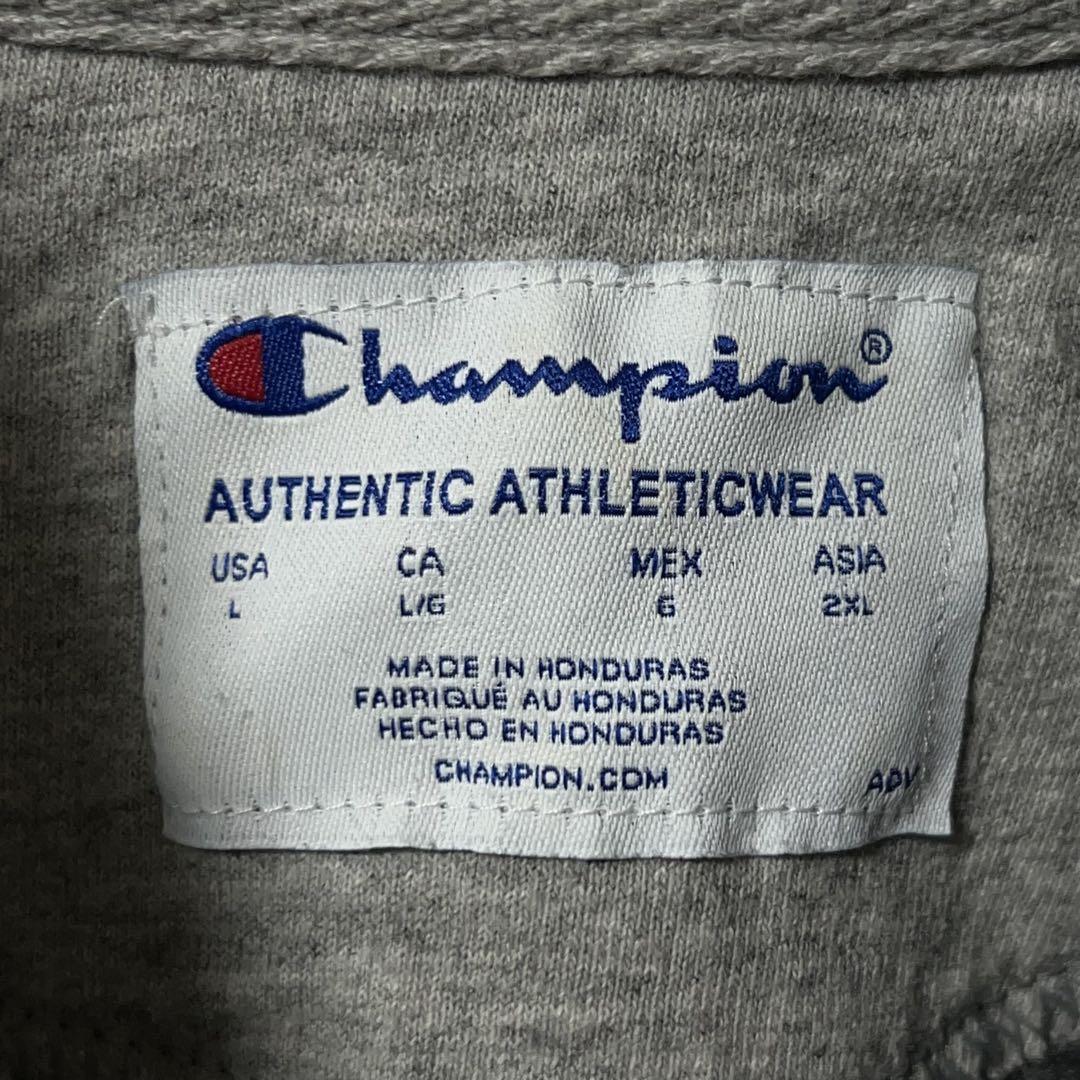 Champion®
AUTHENTIC ATHLETICWEAR
USA CA MEX ASIA
L L/G G 2XL
MADE IN HONDURAS
FABRIQUÉ AU HONDURAS
HECHO EN HONDURAS
CHAMPION.COM
ADV